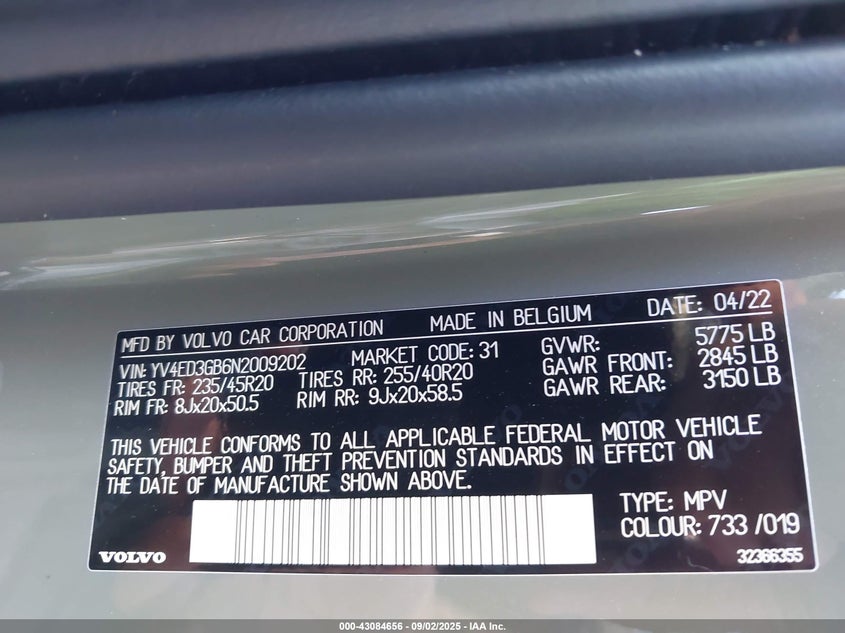 MFD BY VOLVO CAR CORPORATION MADE IN BELGIUM DATE: 04/22
VIN: YV4ED3GB6N2009202 MARKET CODE: 31 GVWR: 5775 LB
TIRES FR: 235/45R20 TIRES RR: 255/40R20 GAWR FRONT: 2845 LB
RIM FR: 8Jx20x50.5 RIM RR: 9Jx20x58.5 GAWR REAR: 3150 LB
THIS VEHICLE CONFORMS TO ALL APPLICABLE FEDERAL MOTOR VEHICLE
SAFETY, BUMPER AND THEFT PREVENTION STANDARDS IN EFFECT ON
THE DATE OF MANUFACTURE SHOWN ABOVE.
TYPE: MPV
COLOUR: 733 /019
VOLVO 32366355
000-43084656 - 09/02/2025 - IAA Inc.